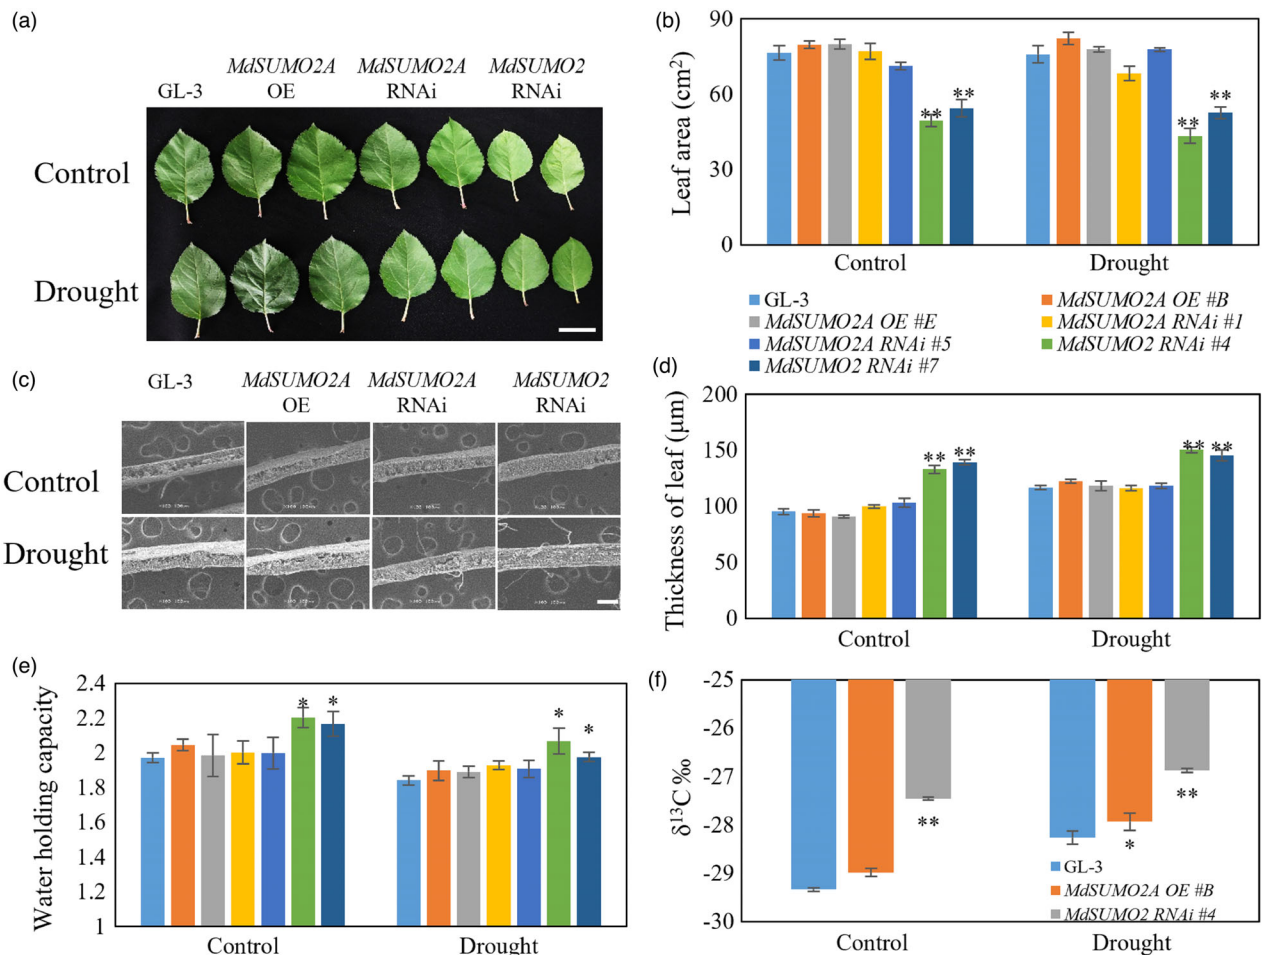 (a)
GL-3
MdSUMO2A
OE
MdSUMO2A
RNAi
MdSUMO2
RNAi
Control
Drought
(b)
Leaf area (cm²)
90
60
30
0
**
**
**
**
Control
Drought
GL-3
MdSUMO2A OE #B
MdSUMO2A OE #E
MdSUMO2A RNAi #1
MdSUMO2A RNAi #5
MdSUMO2 RNAi #4
MdSUMO2 RNAi #7
(c)
GL-3
MdSUMO2A
OE
MdSUMO2A
RNAi
MdSUMO2
RNAi
Control
Drought
(d)
Thickness of leaf (μm)
200
150
100
50
0
**
**
**
**
Control
Drought
(e)
Water holding capacity
2.4
2.2
2
1.8
1.6
1.4
1.2
1
*
*
*
*
Control
Drought
(f)
δ¹³C ‰
-25
-26
-27
-28
-29
-30
**
*
**
GL-3
MdSUMO2A OE #B
MdSUMO2 RNAi #4
Control
Drought